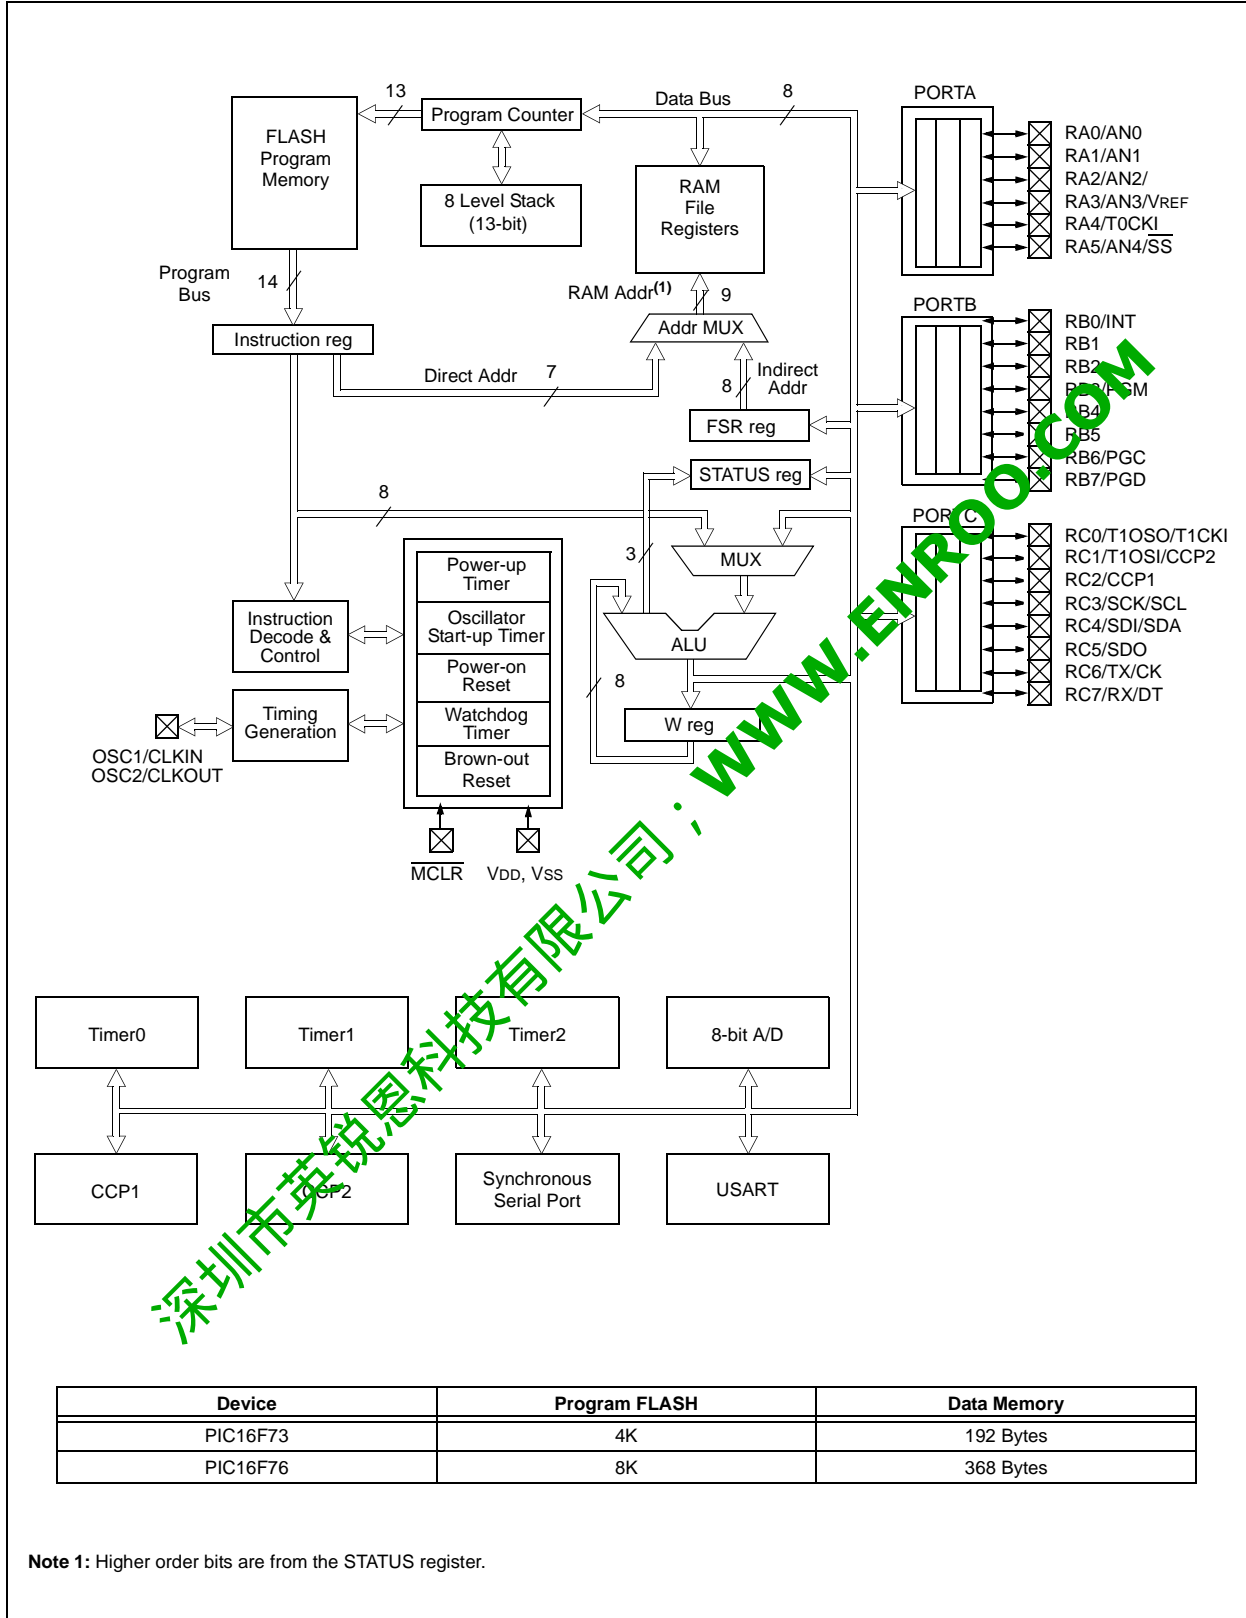 13
Data Bus
8
PORTA
FLASH
Program
Memory
Program Counter
8 Level Stack
(13-bit)
RAM
File
Registers
RA0/AN0
RA1/AN1
RA2/AN2/
RA3/AN3/VREF
RA4/T0CKI
RA5/AN4/SS
Program
Bus
14
RAM Addr(1)
9
PORTB
Instruction reg
Addr MUX
Direct Addr
7
8
Indirect
Addr
FSR reg
RB0/INT
RB1
RB2
RB3/PGM
RB4
RB5
RB6/PGC
RB7/PGD
STATUS reg
8
PORTC
3
MUX
ALU
8
W reg
RC0/T1OSO/T1CKI
RC1/T1OSI/CCP2
RC2/CCP1
RC3/SCK/SCL
RC4/SDI/SDA
RC5/SDO
RC6/TX/CK
RC7/RX/DT
Power-up
Timer
Oscillator
Start-up Timer
Power-on
Reset
Watchdog
Timer
Brown-out
Reset
Instruction
Decode &
Control
Timing
Generation
OSC1/CLKIN
OSC2/CLKOUT
MCLR
VDD, VSS
Timer0
Timer1
Timer2
8-bit A/D
CCP1
CCP2
Synchronous
Serial Port
USART
深圳市英锐恩科技有限公司；WWW.ENROO.COM
Device Program FLASH Data Memory
PIC16F73 4K 192 Bytes
PIC16F76 8K 368 Bytes
Note 1: Higher order bits are from the STATUS register.